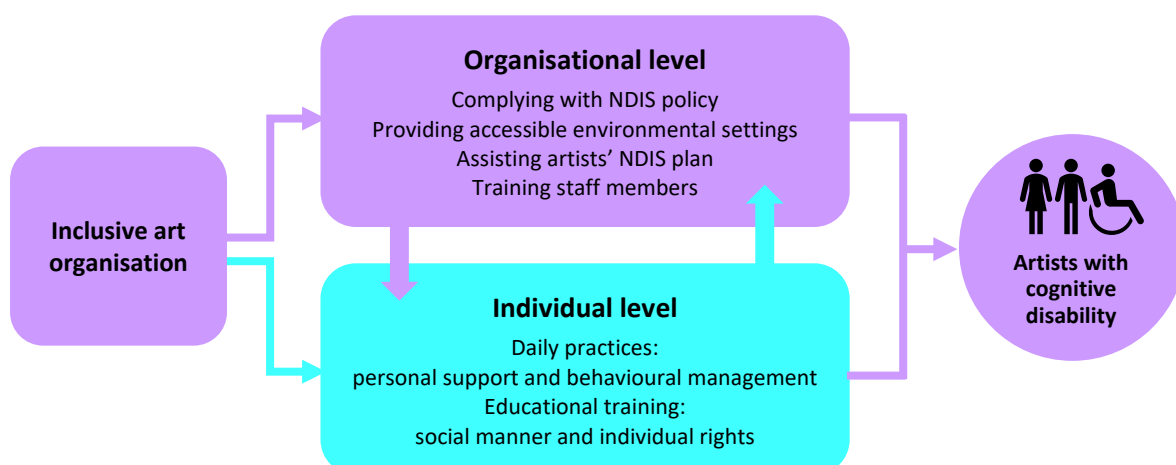 Inclusive art
organisation
Organisational level
Complying with NDIS policy
Providing accessible environmental settings
Assisting artists’ NDIS plan
Training staff members
Individual level
Daily practices:
personal support and behavioural management
Educational training:
social manner and individual rights
Artists with
cognitive
disability